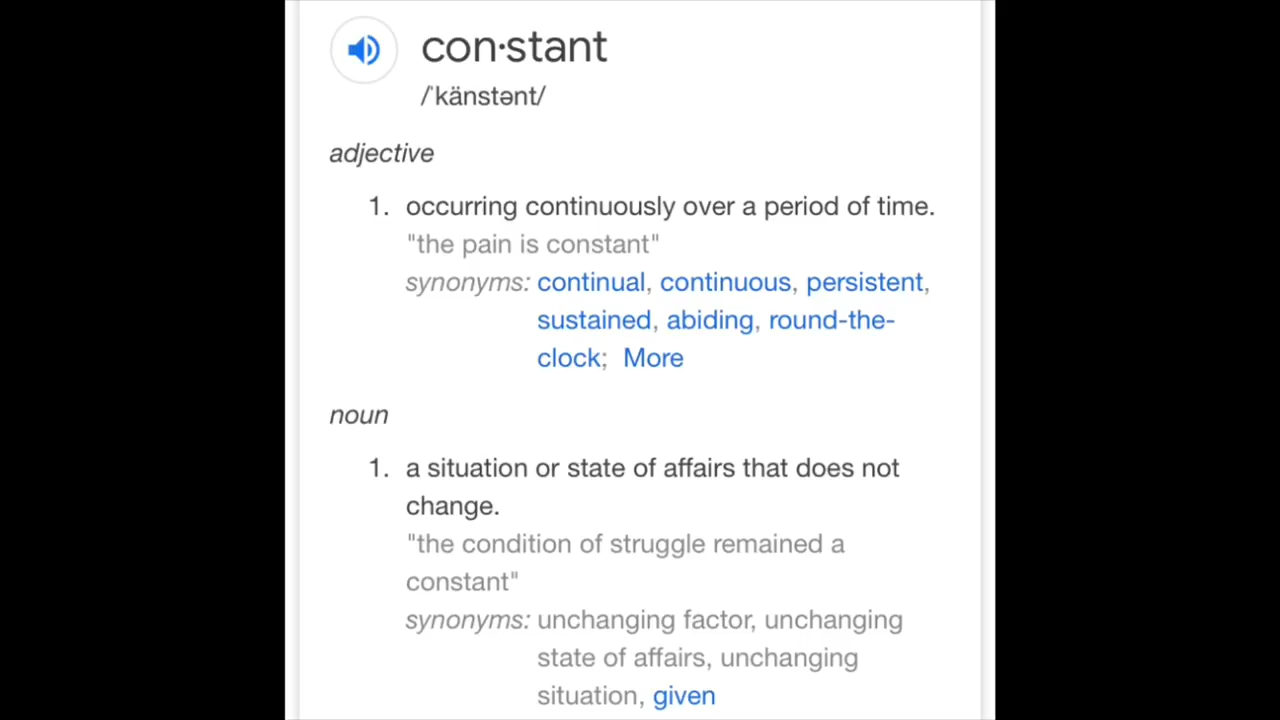 con·stant
/ˈkänstənt/
adjective
1. occurring continuously over a period of time.
"the pain is constant"
synonyms: continual, continuous, persistent,
sustained, abiding, round-the-
clock; More
noun
1. a situation or state of affairs that does not
change.
"the condition of struggle remained a
constant"
synonyms: unchanging factor, unchanging
state of affairs, unchanging
situation, given